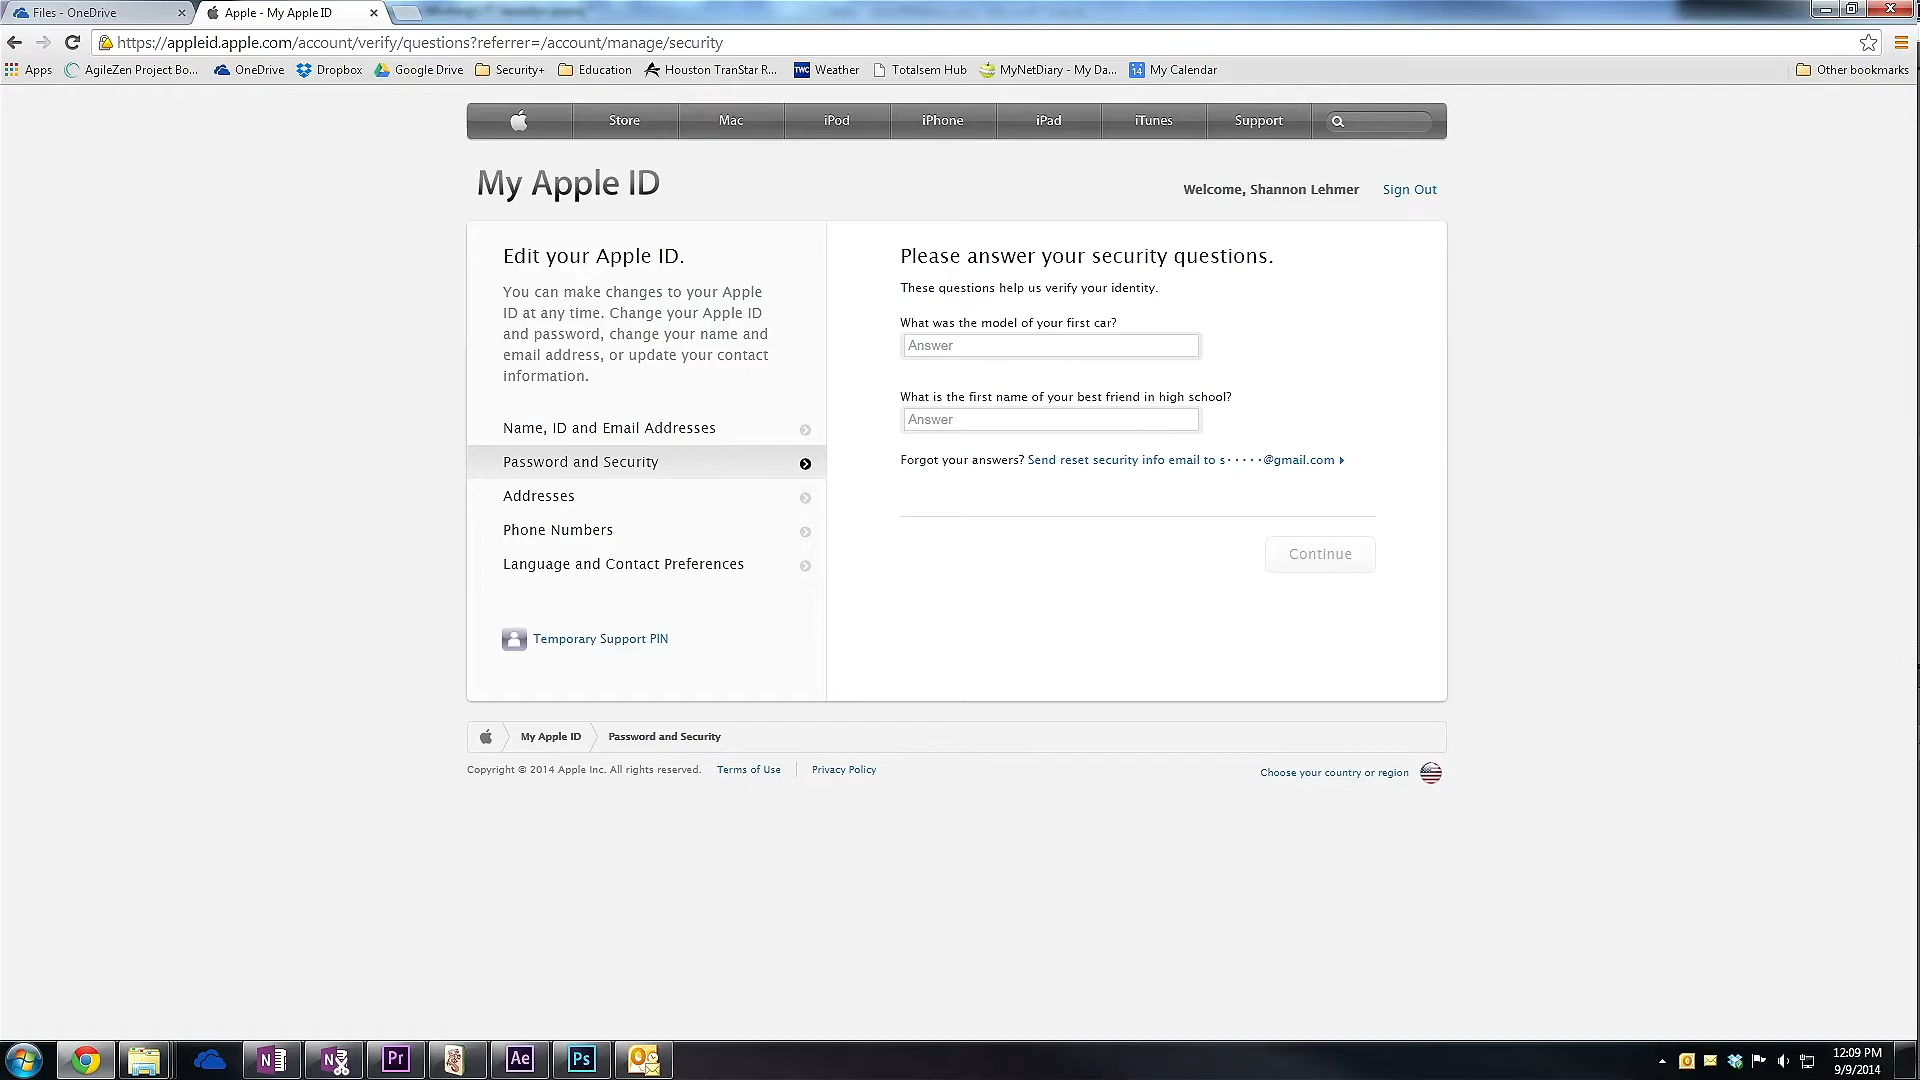 Files - OneDrive
Apple - My Apple ID
https://appleid.apple.com/account/verify/questions?referrer=/account/manage/security
Apps
AgileZen Project Bo...
OneDrive
Dropbox
Google Drive
Security+
Education
Houston TranStar R...
TWC
Weather
Totalsem Hub
MyNetDiary - My Da...
14
My Calendar
Other bookmarks
Store
Mac
iPod
iPhone
iPad
iTunes
Support
My Apple ID
Welcome, Shannon Lehmer
Sign Out
Edit your Apple ID.
You can make changes to your Apple
ID at any time. Change your Apple ID
and password, change your name and
email address, or update your contact
information.
Name, ID and Email Addresses
Password and Security
Addresses
Phone Numbers
Language and Contact Preferences
Temporary Support PIN
Please answer your security questions.
These questions help us verify your identity.
What was the model of your first car?
Answer
What is the first name of your best friend in high school?
Answer
Forgot your answers? Send reset security info email to s·····@gmail.com
Continue
My Apple ID
Password and Security
Copyright © 2014 Apple Inc. All rights reserved.
Terms of Use
Privacy Policy
Choose your country or region
N
N
Pr
Ae
Ps
12:09 PM
9/9/2014